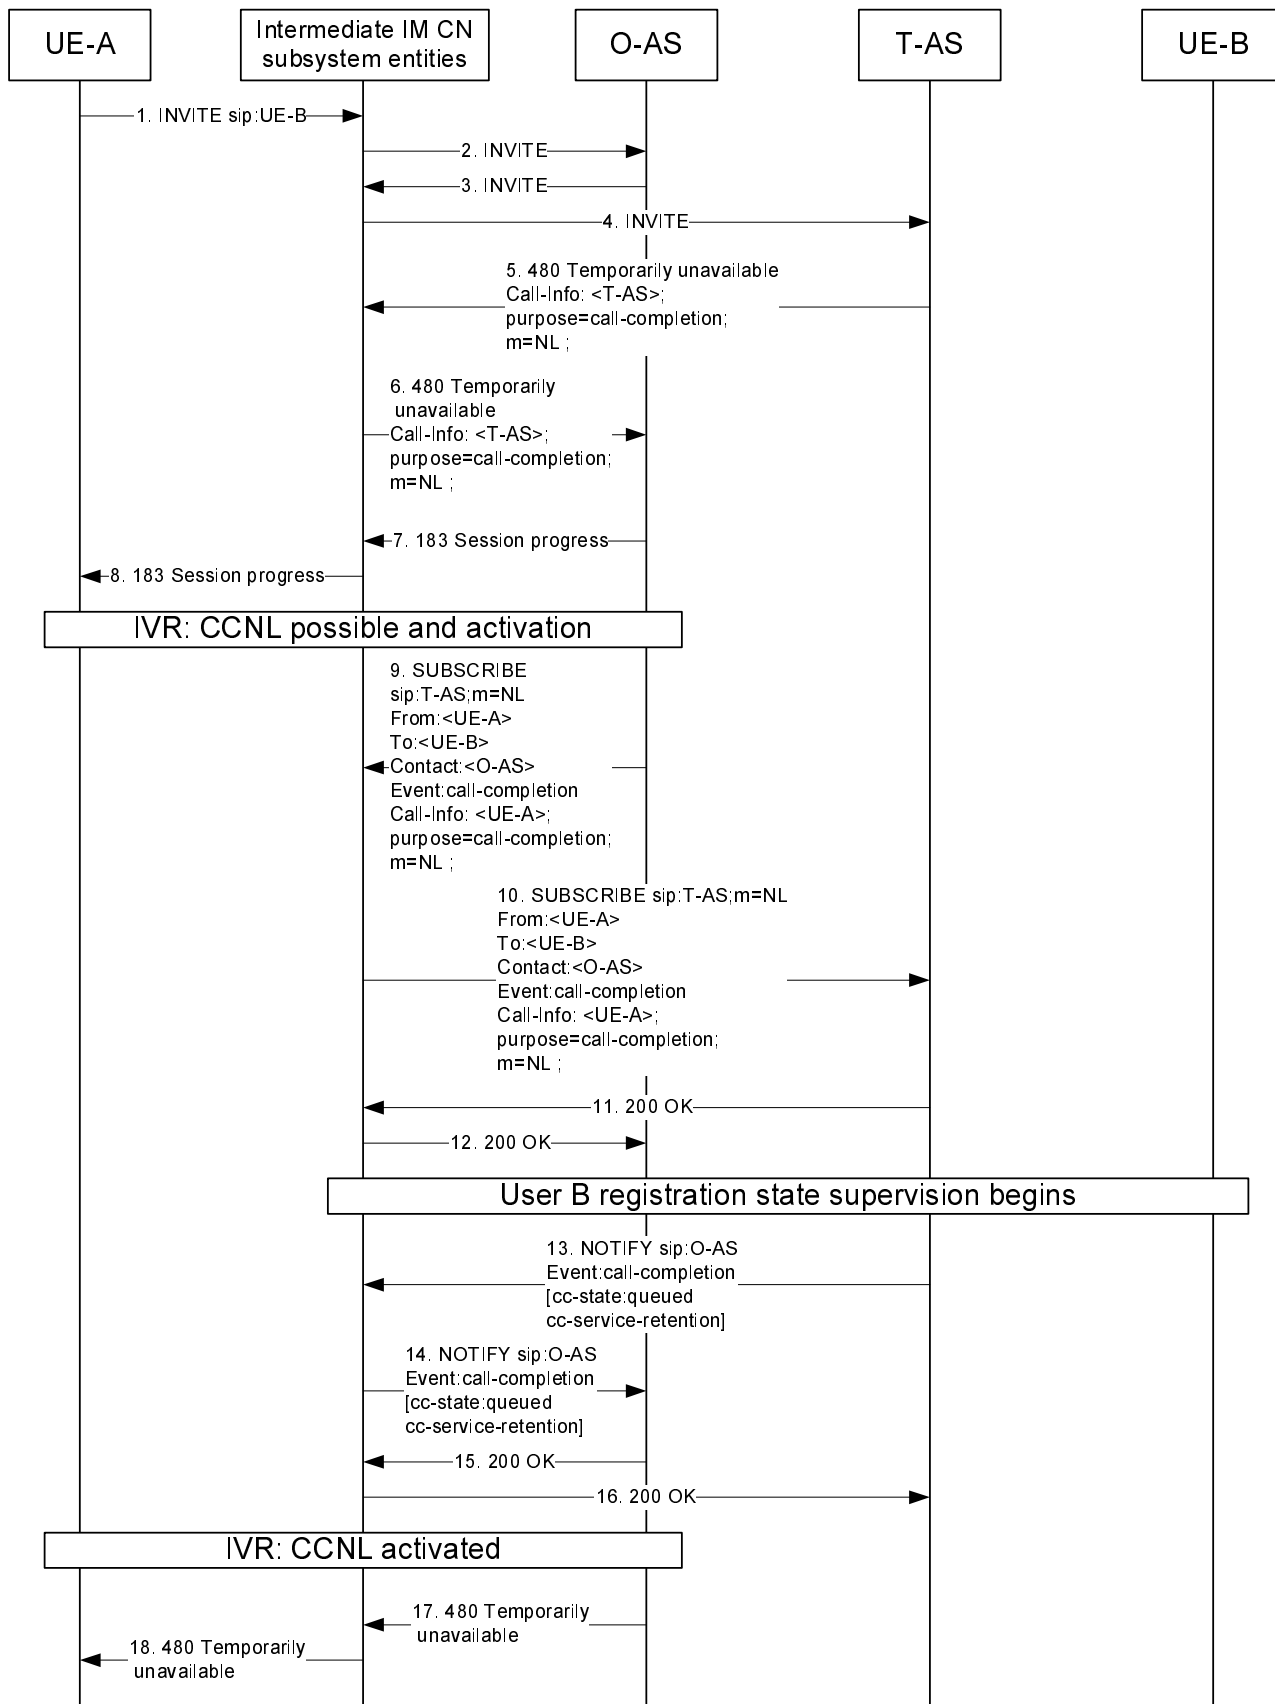 UE-A
Intermediate IM CN
subsystem entities
O-AS
T-AS
UE-B
1. INVITE sip:UE-B
2. INVITE
3. INVITE
4. INVITE
5. 480 Temporarily unavailable
Call-Info: <T-AS>;
purpose=call-completion;
m=NL ;
6. 480 Temporarily
unavailable
Call-Info: <T-AS>;
purpose=call-completion;
m=NL ;
7. 183 Session progress
8. 183 Session progress
IVR: CCNL possible and activation
9. SUBSCRIBE
sip:T-AS;m=NL
From:<UE-A>
To:<UE-B>
Contact:<O-AS>
Event:call-completion
Call-Info: <UE-A>;
purpose=call-completion;
m=NL ;
10. SUBSCRIBE sip:T-AS;m=NL
From:<UE-A>
To:<UE-B>
Contact:<O-AS>
Event:call-completion
Call-Info: <UE-A>;
purpose=call-completion;
m=NL ;
11. 200 OK
12. 200 OK
User B registration state supervision begins
13. NOTIFY sip:O-AS
Event:call-completion
[cc-state:queued
cc-service-retention]
14. NOTIFY sip:O-AS
Event:call-completion
[cc-state:queued
cc-service-retention]
15. 200 OK
16. 200 OK
IVR: CCNL activated
17. 480 Temporarily
unavailable
18. 480 Temporarily
unavailable